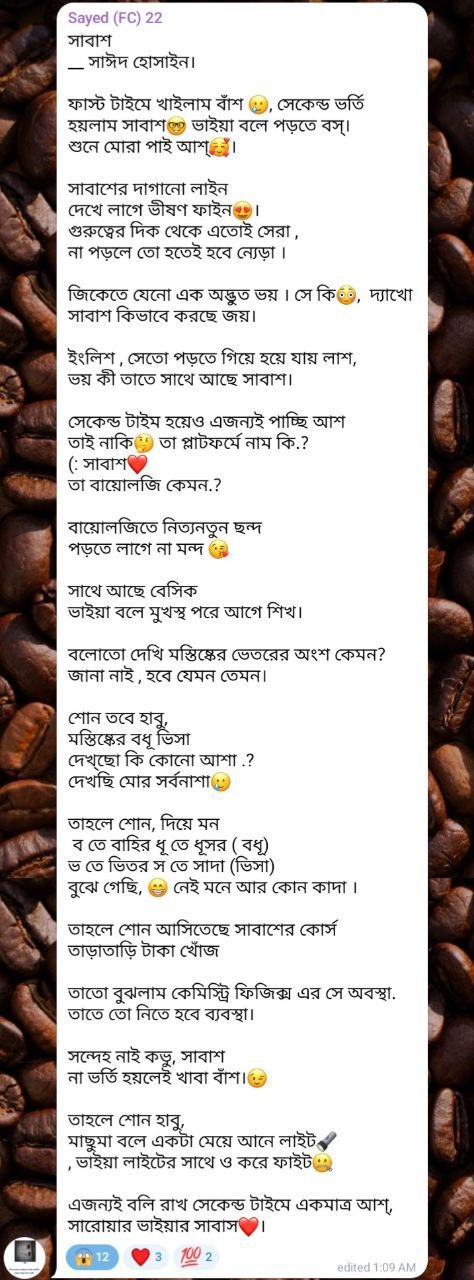 Sayed (FC) 22
সাবাশ
__ সাঈদ হোসাইন।
ফাস্ট টাইমে খাইলাম বাঁশ 🥲, সেকেন্ড ভর্তি
হয়লাম সাবাশ🤓 ভাইয়া বলে পড়তে বস্।
শুনে মোরা পাই আশ্🥰।
সাবাশের দাগানো লাইন
দেখে লাগে ভীষণ ফাইন😍।
গুরুত্বের দিক থেকে এতোই সেরা ,
না পড়লে তো হতেই হবে ন্যেড়া ।
জিকেতে যেনো এক অদ্ভুত ভয় । সে কি😳, দ্যাখো
সাবাশ কিভাবে করছে জয়।
ইংলিশ , সেতো পড়তে গিয়ে হয়ে যায় লাশ,
ভয় কী তাতে সাথে আছে সাবাশ।
সেকেন্ড টাইম হয়েও এজন্যই পাচ্ছি আশ
তাই নাকি🤔 তা প্লাটফর্মে নাম কি.?
(: সাবাশ❤️
তা বায়োলজি কেমন.?
বায়োলজিতে নিত্যনতুন ছন্দ
পড়তে লাগে না মন্দ 😘
সাথে আছে বেসিক
ভাইয়া বলে মুখস্থ পরে আগে শিখ।
বলোতো দেখি মস্তিষ্কের ভেতরের অংশ কেমন?
জানা নাই , হবে যেমন তেমন।
শোন তবে হাবু,
মস্তিষ্কের বধূ ভিসা
দেখ্ছো কি কোনো আশা .?
দেখছি মোর সর্বনাশা🥲
তাহলে শোন, দিয়ে মন
ব তে বাহির ধূ তে ধূসর ( বধূ)
ভ তে ভিতর স তে সাদা (ভিসা)
বুঝে গেছি, 😁 নেই মনে আর কোন কাদা ।
তাহলে শোন আসিতেছে সাবাশের কোর্স
তাড়াতাড়ি টাকা খোঁজ
তাতো বুঝলাম কেমিস্ট্রি ফিজিক্স এর সে অবস্থা.
তাতে তো নিতে হবে ব্যবস্থা।
সন্দেহ নাই কভু, সাবাশ
না ভর্তি হয়লেই খাবা বাঁশ।😉
তাহলে শোন হাবু,
মাছুমা বলে একটা মেয়ে আনে লাইট🔦
, ভাইয়া লাইটের সাথে ও করে ফাইট🤐
এজন্যই বলি রাখ সেকেন্ড টাইমে একমাত্র আশ্,
সারোয়ার ভাইয়ার সাবাস❤️।
😱 12 ❤️ 3 💯 2
edited 1:09 AM